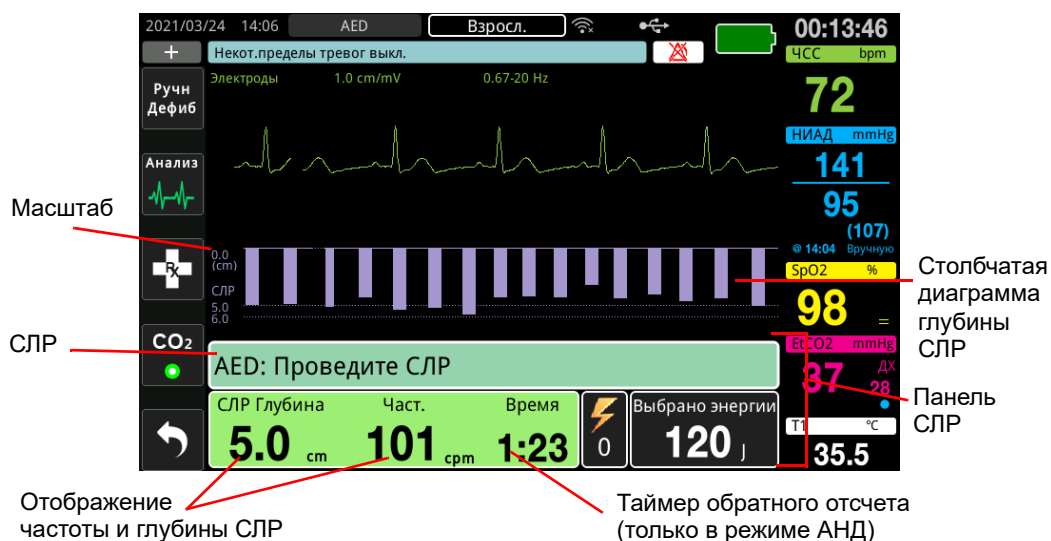 2021/03/24 14:06 AED Взросл. 00:13:46
+ Некот.пределы тревог выкл. ЧСС bpm
Электроды 1.0 cm/mV 0.67-20 Hz
Ручн
Дефиб
72
НИАД mmHg
141
95
(107)
@ 14:04 Вручную
Анализ
Масштаб
0.0
(cm)
СЛР
5.0
6.0
Rx
SpO2 %
98
Столбчатая
диаграмма
глубины
СЛР
СЛР
CO2
AED: Проведите СЛР
EtCO2 mmHg
37 ДХ
28
Панель
СЛР
СЛР Глубина Част. Время
5.0 cm 101 cpm 1:23
0
Выбрано энергии
120 J
T1 °C
35.5
Отображение
частоты и глубины СЛР
Таймер обратного отсчета
(только в режиме АНД)